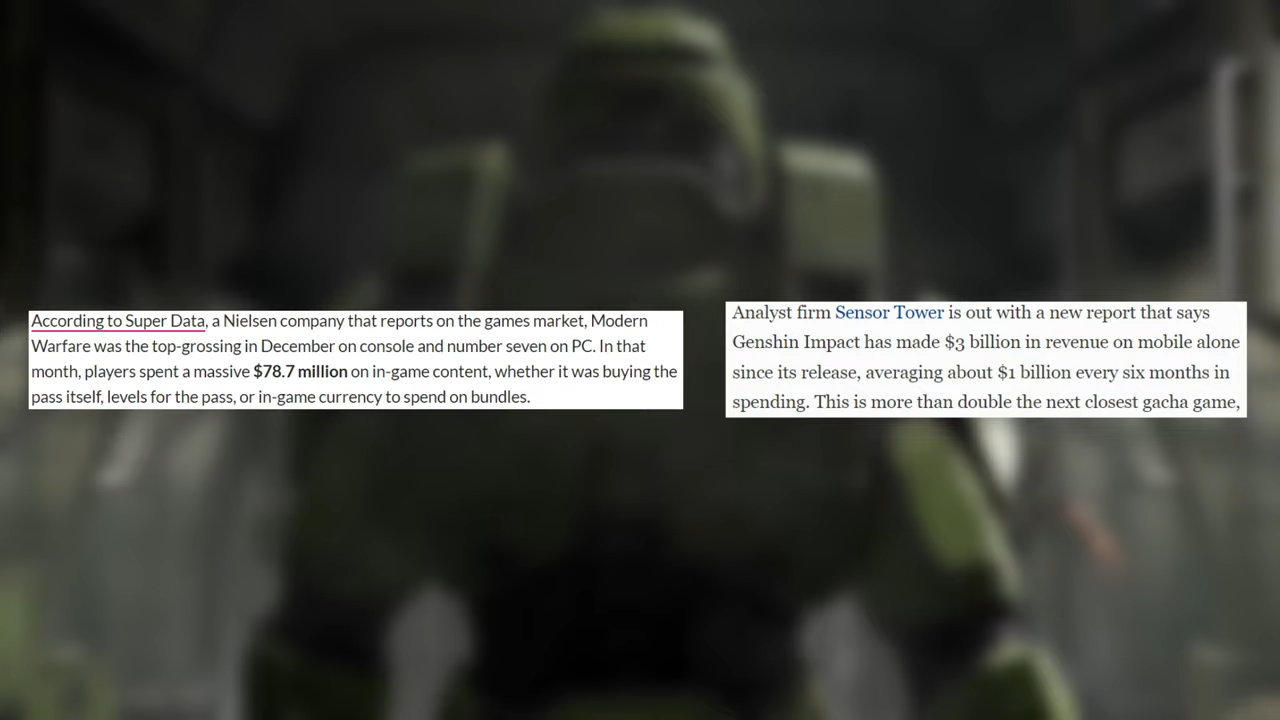 According to Super Data, a Nielsen company that reports on the games market, Modern
Warfare was the top-grossing in December on console and number seven on PC. In that
month, players spent a massive $78.7 million on in-game content, whether it was buying the
pass itself, levels for the pass, or in-game currency to spend on bundles.
Analyst firm Sensor Tower is out with a new report that says
Genshin Impact has made $3 billion in revenue on mobile alone
since its release, averaging about $1 billion every six months in
spending. This is more than double the next closest gacha game,